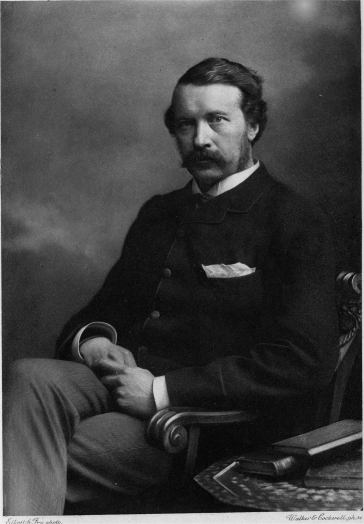 Elliott & Fry, photo.
Walker & Cockerell, ph. sc.